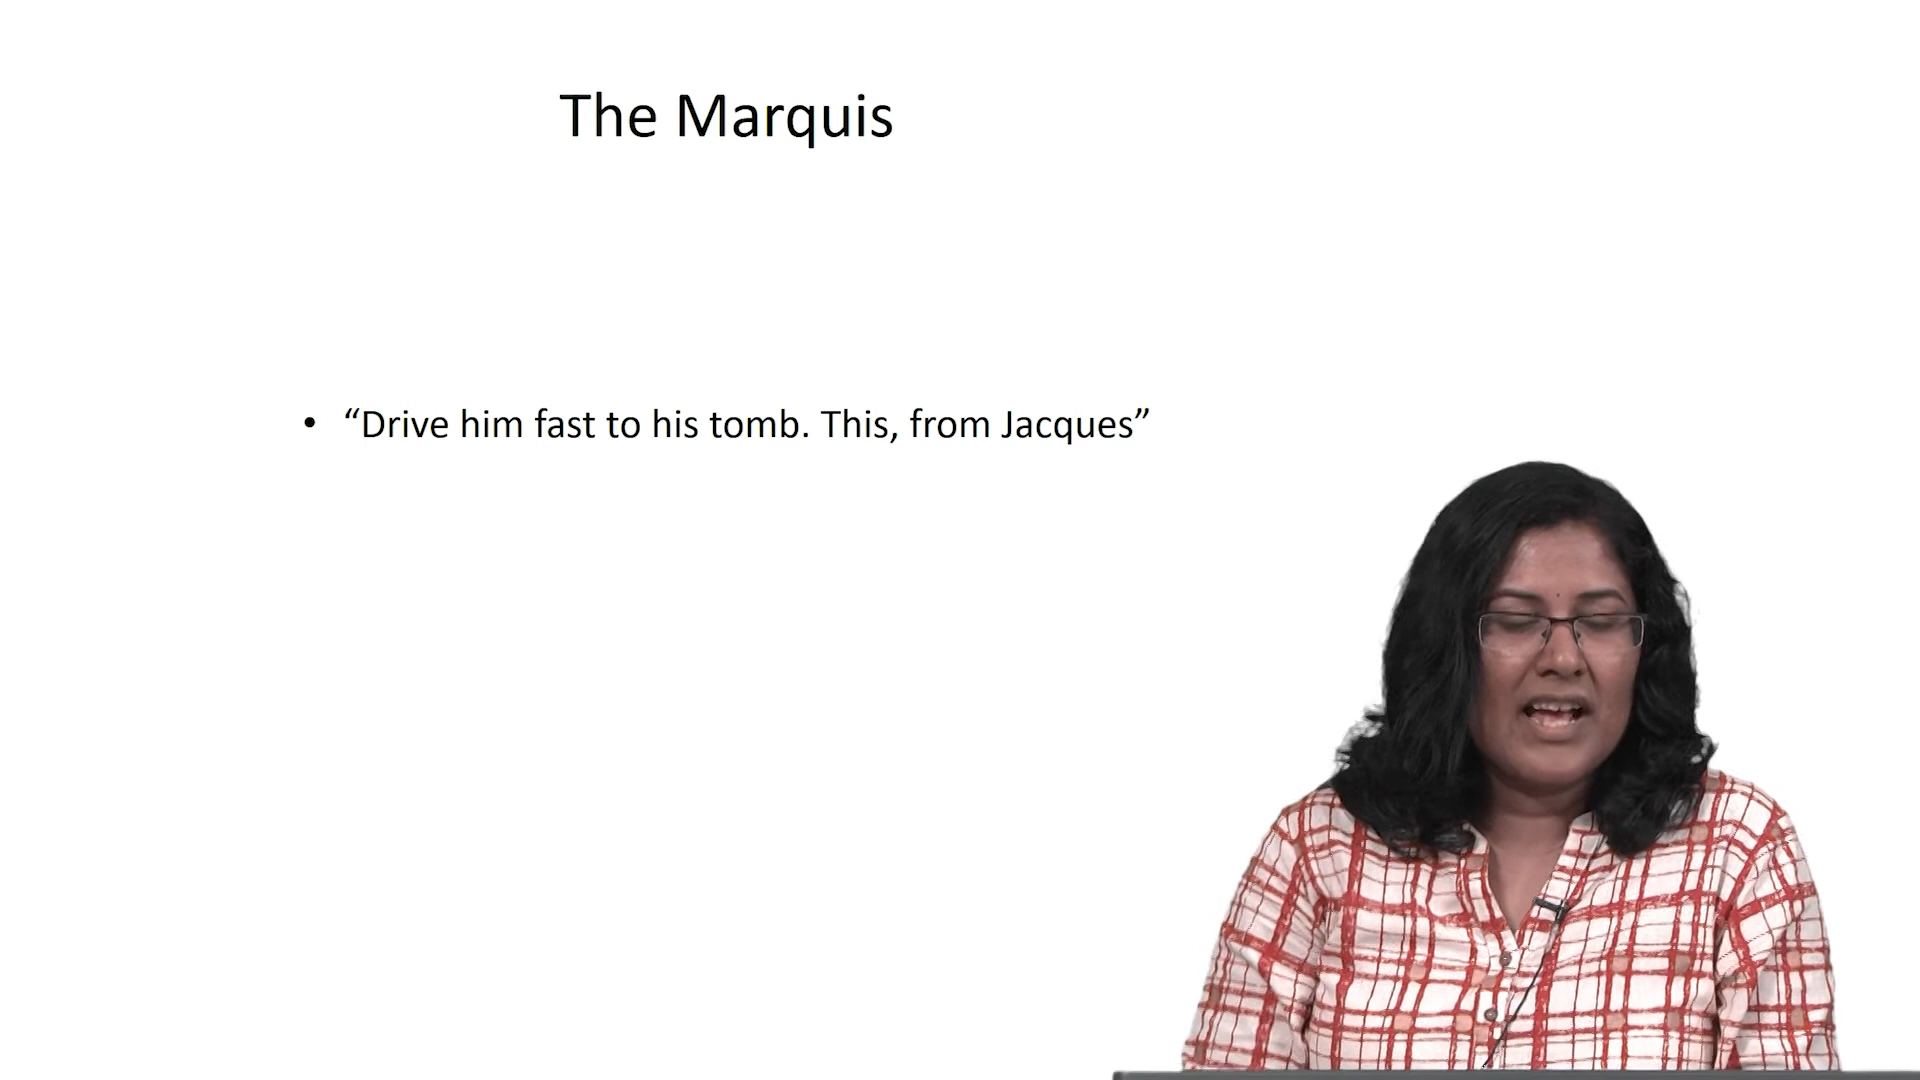 The Marquis
• “Drive him fast to his tomb. This, from Jacques”